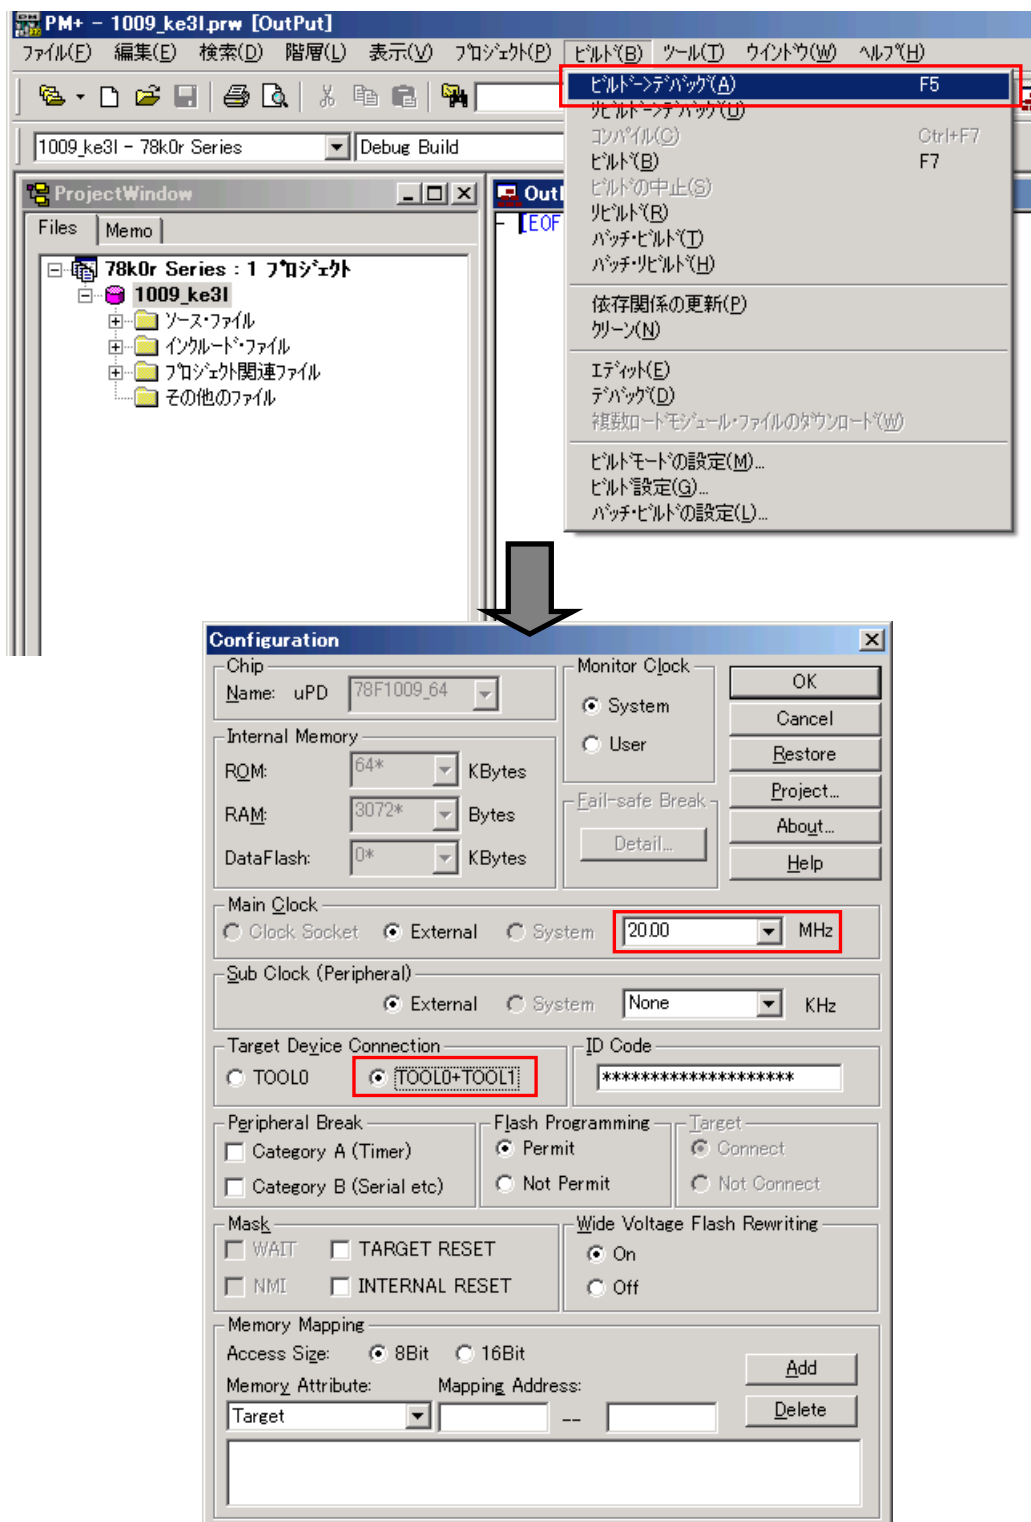 PM+ - 1009_ke3l.prw [OutPut]
ファイル(F) 編集(E) 検索(D) 階層(L) 表示(V) プロジェクト(P) ビルド(B) ツール(T) ウインドウ(W) ヘルプ(H)
ビルド->デバッグ(A) F5
リビルド->デバッグ(U)
コンパイル(C) Ctrl+F7
ビルド(B) F7
ビルドの中止(S)
リビルド(R)
バッチ・ビルド(T)
バッチ・リビルド(H)
依存関係の更新(P)
クリーン(N)
エディット(E)
デバッグ(D)
複数ロードモジュール・ファイルのダウンロード(W)
ビルドモードの設定(M)...
ビルド設定(G)...
バッチ・ビルドの設定(L)...
1009_ke3l - 78k0r Series Debug Build
ProjectWindow
Files Memo
78k0r Series : 1 プロジェクト
1009_ke3l
ソース・ファイル
インクルード・ファイル
プロジェクト関連ファイル
その他のファイル
[EOF
Configuration
Chip
Name: uPD 78F1009_64
Internal Memory
ROM: 64* KBytes
RAM: 3072* Bytes
DataFlash: 0* KBytes
Monitor Clock
System
User
Fail-safe Break
Detail...
OK
Cancel
Restore
Project...
About...
Help
Main Clock
Clock Socket External System 20.00 MHz
Sub Clock (Peripheral)
External System None KHz
Target Device Connection
TOOL0 TOOL0+TOOL1
ID Code
********************
Peripheral Break
Category A (Timer)
Category B (Serial etc)
Flash Programming
Permit
Not Permit
Target
Connect
Not Connect
Mask
WAIT TARGET RESET
NMI INTERNAL RESET
Wide Voltage Flash Rewriting
On
Off
Memory Mapping
Access Size: 8Bit 16Bit
Memory Attribute: Mapping Address:
Target --
Add
Delete